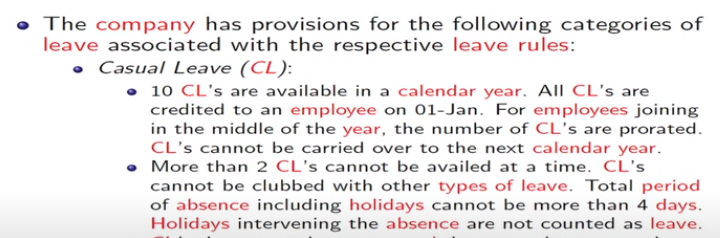 The company has provisions for the following categories of
leave associated with the respective leave rules:
Casual Leave (CL):
10 CL's are available in a calendar year. All CL's are
credited to an employee on 01-Jan. For employees joining
in the middle of the year, the number of CL's are prorated.
CL's cannot be carried over to the next calendar year.
More than 2 CL's cannot be availed at a time. CL's
cannot be clubbed with other types of leave. Total period
of absence including holidays cannot be more than 4 days.
Holidays intervening the absence are not counted as leave.